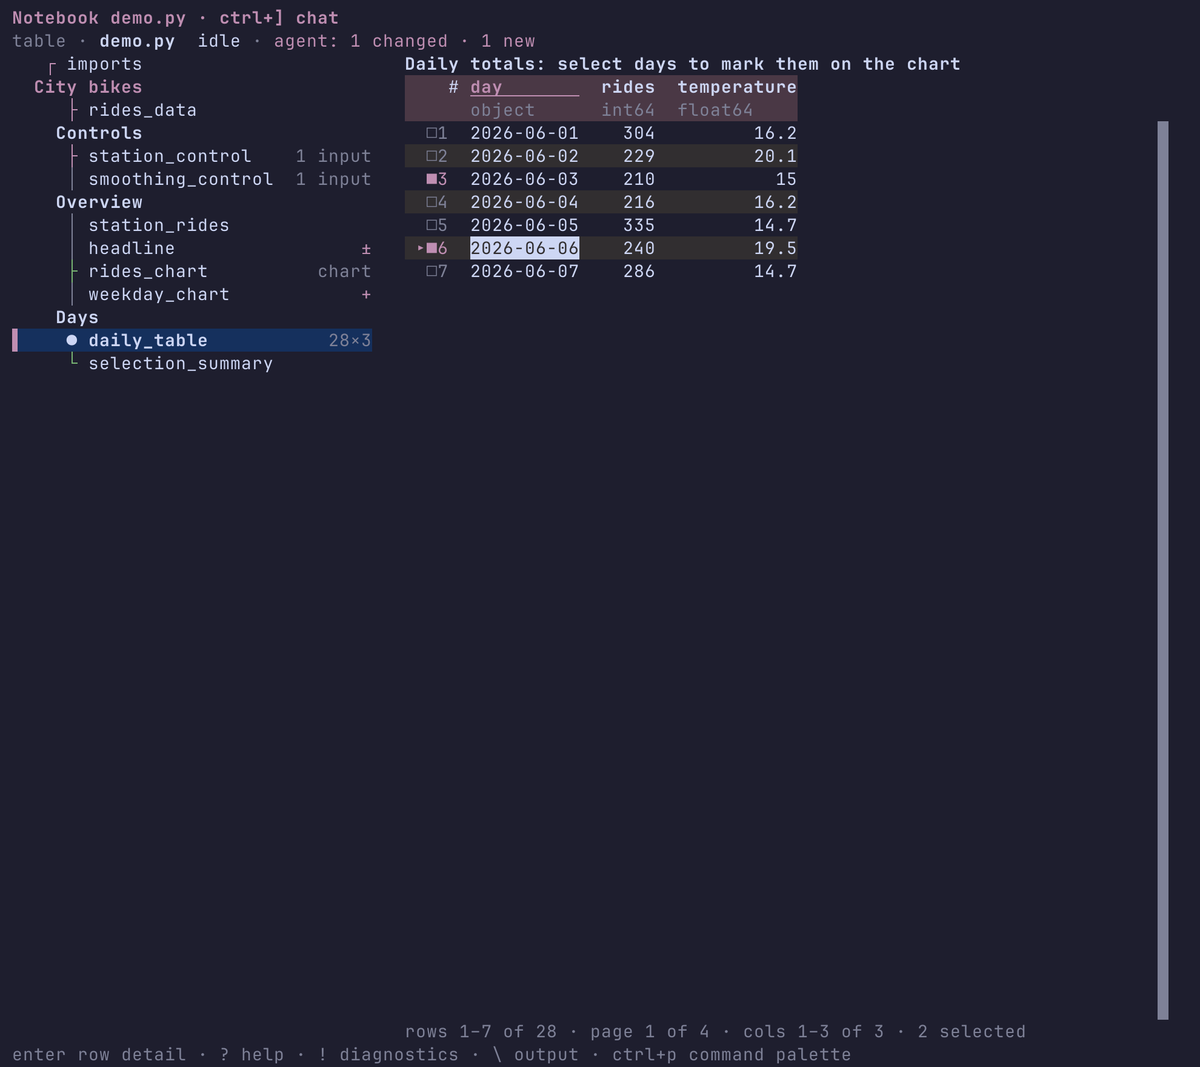 Notebook demo.py · ctrl+] chat
table · demo.py  idle · agent: 1 changed · 1 new
imports
City bikes
rides_data
Controls
station_control 1 input
smoothing_control 1 input
Overview
station_rides
headline ±
rides_chart chart
weekday_chart +
Days
● daily_table 28×3
selection_summary
Daily totals: select days to mark them on the chart
# day rides temperature
object int64 float64
□1 2026-06-01 304 16.2
□2 2026-06-02 229 20.1
■3 2026-06-03 210 15
□4 2026-06-04 216 16.2
□5 2026-06-05 335 14.7
▸■6 2026-06-06 240 19.5
□7 2026-06-07 286 14.7
rows 1–7 of 28 · page 1 of 4 · cols 1–3 of 3 · 2 selected
enter row detail · ? help · ! diagnostics · \ output · ctrl+p command palette